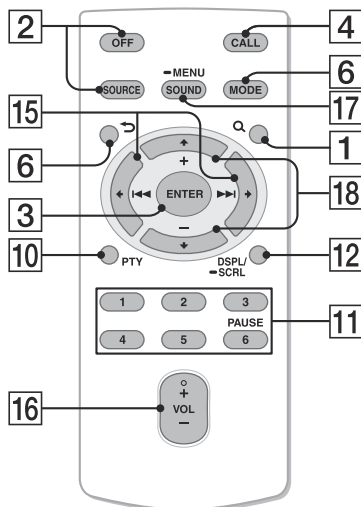 2
4
OFF
CALL
-MENU
6
SOURCE
SOUND
MODE
15
17
6
+
1
ENTER
18
3
-
10
PTY
DSPL/
-SCRL
12
1
2
3
11
PAUSE
4
5
6
16
+
VOL
-